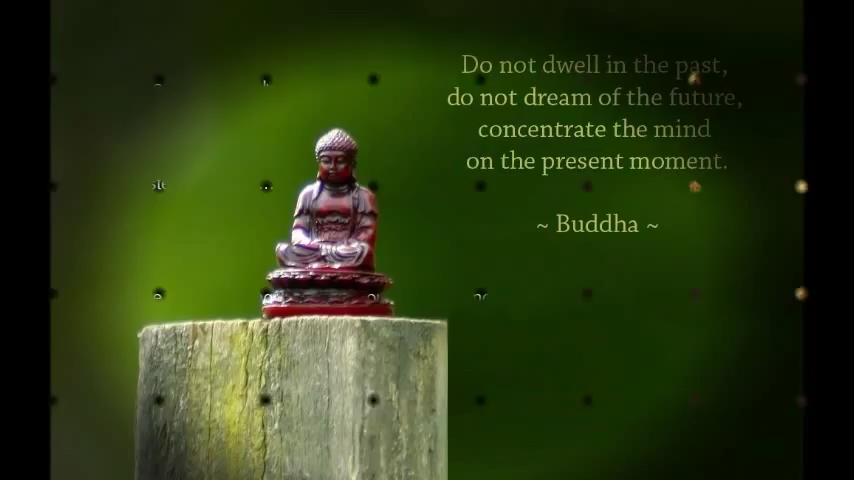 Do not dwell in the past,
do not dream of the future,
concentrate the mind
on the present moment.
~ Buddha ~